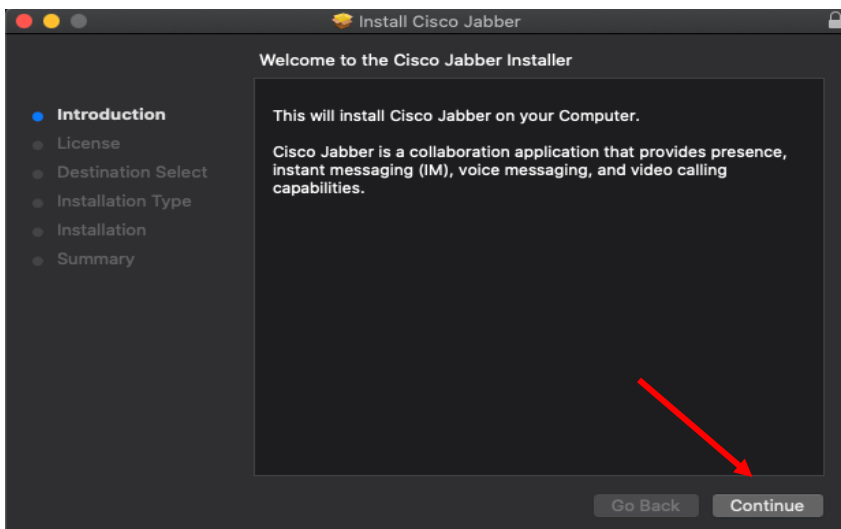 Install Cisco Jabber
Welcome to the Cisco Jabber Installer
Introduction
License
Destination Select
Installation Type
Installation
Summary
This will install Cisco Jabber on your Computer.
Cisco Jabber is a collaboration application that provides presence,
instant messaging (IM), voice messaging, and video calling
capabilities.
Go Back
Continue